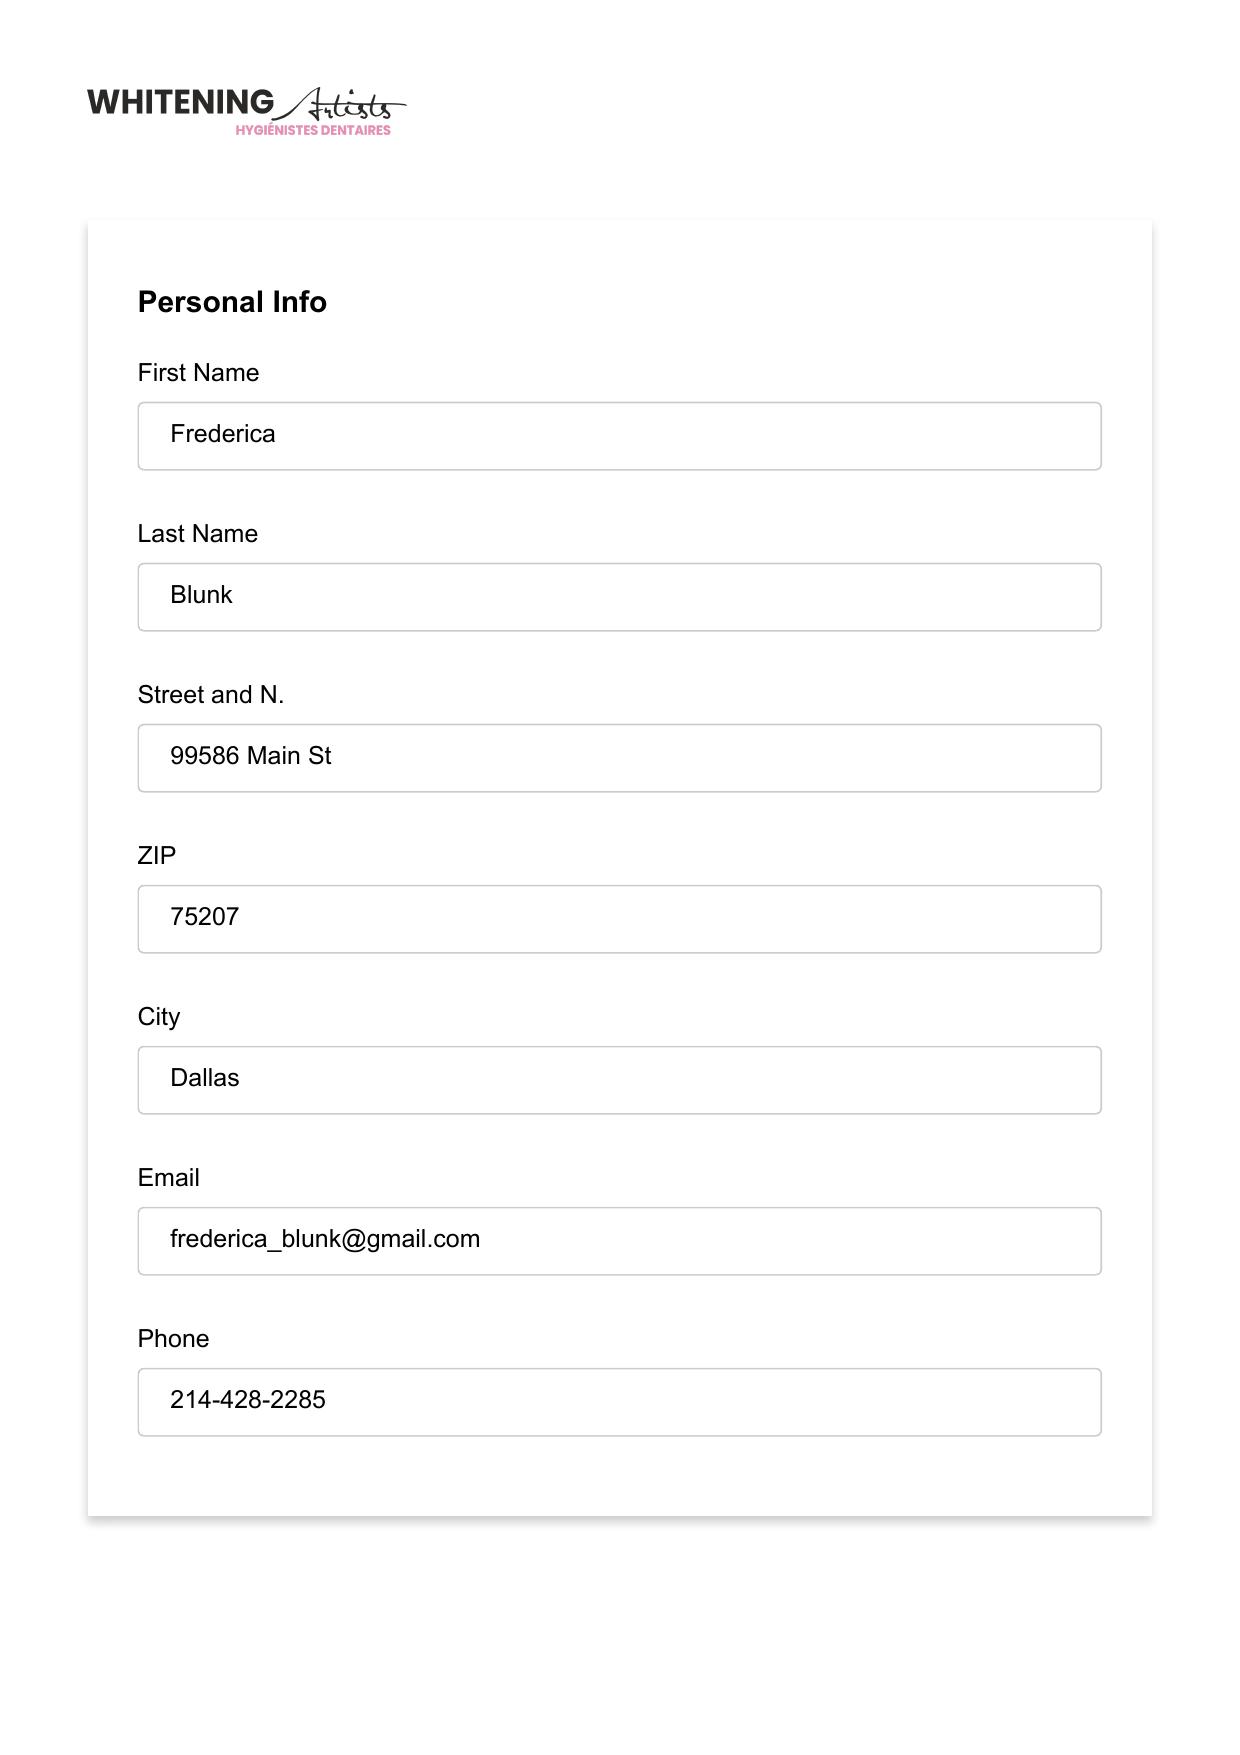 WHITENING Artists
HYGIÉNISTES DENTAIRES
Personal Info
First Name
Frederica
Last Name
Blunk
Street and N.
99586 Main St
ZIP
75207
City
Dallas
Email
frederica_blunk@gmail.com
Phone
214-428-2285